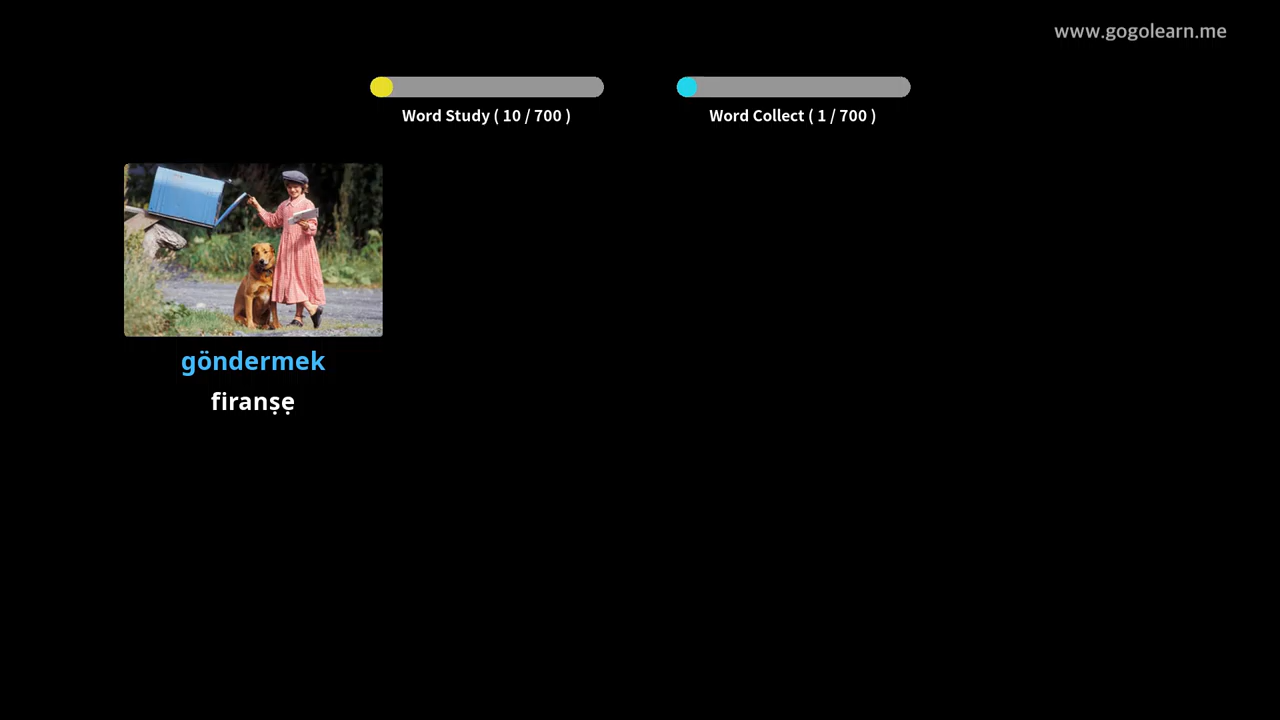 www.gogolearn.me
Word Study ( 10 / 700 )
Word Collect ( 1 / 700 )
göndermek
firanṣẹ